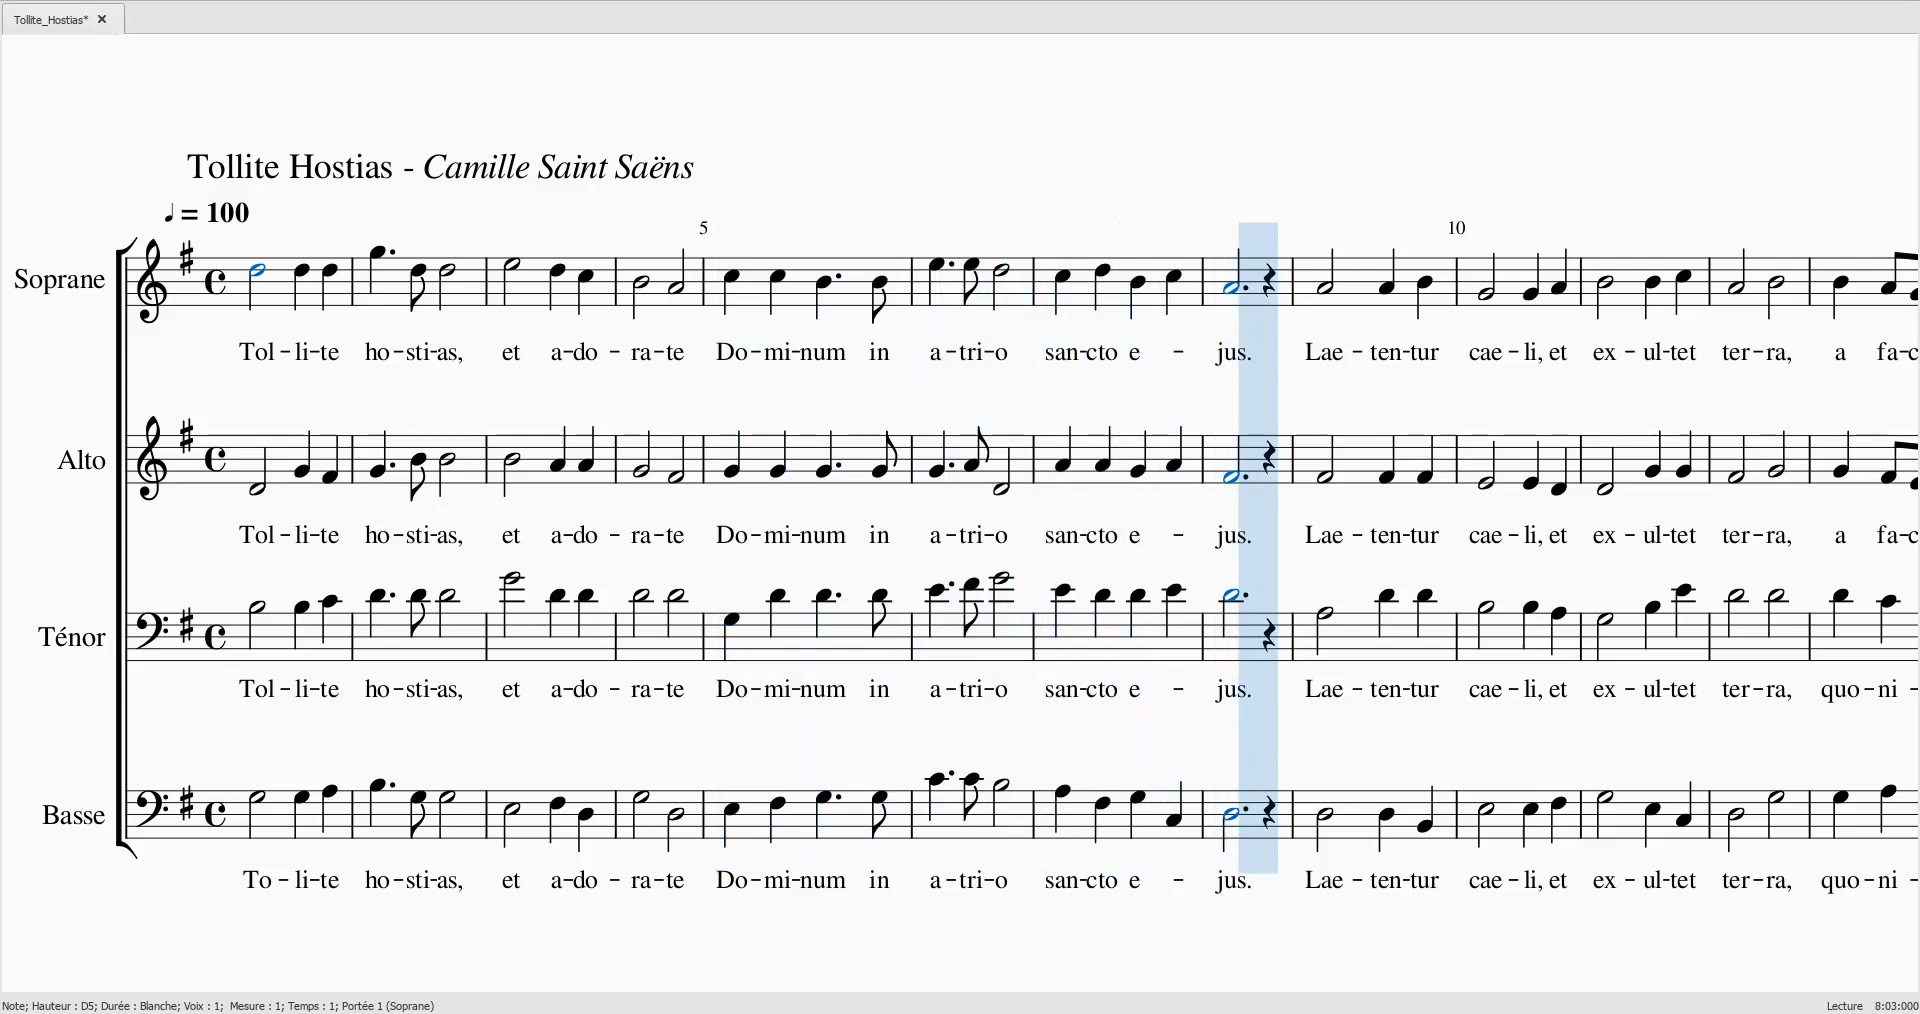 Tollite_Hostias* ✕
Tollite Hostias - Camille Saint Saëns
♩ = 100
5 10
Soprane
Tol – li – te ho – sti – as, et a – do – ra – te Do – mi – num in a – tri – o san – cto e – jus. Lae – ten – tur cae – li, et ex – ul – tet ter – ra, a fa – c
Alto
Tol – li – te ho – sti – as, et a – do – ra – te Do – mi – num in a – tri – o san – cto e – jus. Lae – ten – tur cae – li, et ex – ul – tet ter – ra, a fa – c
Ténor
Tol – li – te ho – sti – as, et a – do – ra – te Do – mi – num in a – tri – o san – cto e – jus. Lae – ten – tur cae – li, et ex – ul – tet ter – ra, quo – ni –
Basse
To – li – te ho – sti – as, et a – do – ra – te Do – mi – num in a – tri – o san – cto e – jus. Lae – ten – tur cae – li, et ex – ul – tet ter – ra, quo – ni –
Note; Hauteur : D5; Durée : Blanche; Voix : 1; Mesure : 1; Temps : 1; Portée 1 (Soprane) Lecture 8:03:000